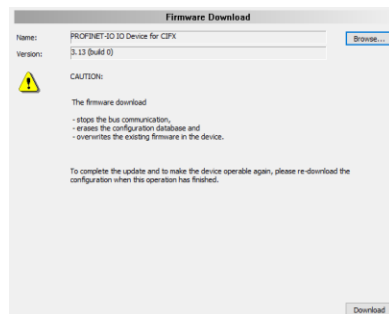 Firmware Download
Name:
PROFINET-IO IO Device for CIFX
Browse...
Version:
3.13 (build 0)
CAUTION:
The firmware download
- stops the bus communication,
- erases the configuration database and
- overwrites the existing firmware in the device.
To complete the update and to make the device operable again, please re-download the
configuration when this operation has finished.
Download